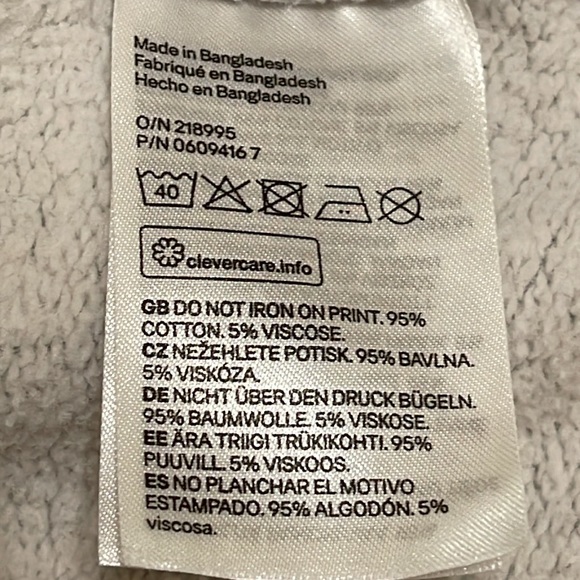 Made in Bangladesh
Fabriqué en Bangladesh
Hecho en Bangladesh
O/N 218995
P/N 0609416 7
40
clevercare.info
GB DO NOT IRON ON PRINT. 95%
COTTON. 5% VISCOSE.
CZ NEŽEHLETE POTISK. 95% BAVLNA.
5% VISKÓZA.
DE NICHT ÜBER DEN DRUCK BÜGELN.
95% BAUMWOLLE. 5% VISKOSE.
EE ÄRA TRIIGI TRÜKIKOHTI. 95%
PUUVILL. 5% VISKOOS.
ES NO PLANCHAR EL MOTIVO
ESTAMPADO. 95% ALGODÓN. 5%
viscosa.